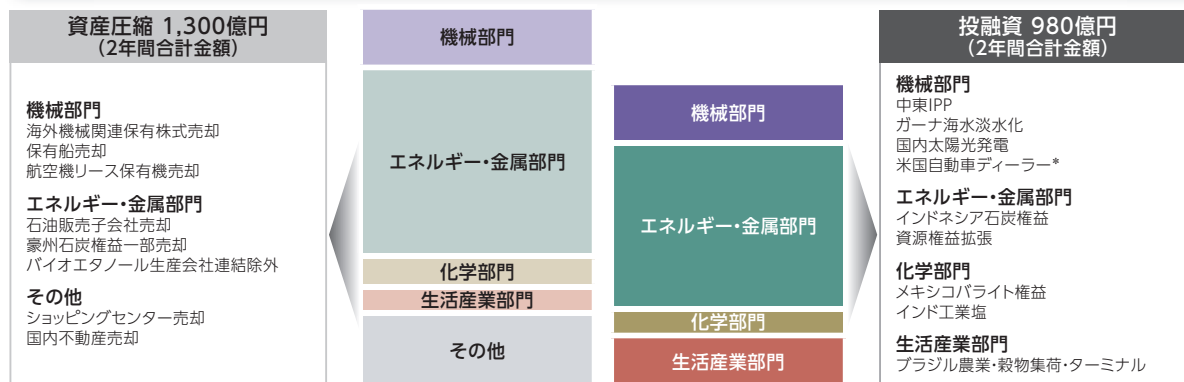 資産圧縮 1,300億円
（2年間合計金額）
機械部門
海外機械関連保有株式売却
保有船売却
航空機リース保有機売却
エネルギー・金属部門
石油販売子会社売却
豪州石炭権益一部売却
バイオエタノール生産会社連結除外
その他
ショッピングセンター売却
国内不動産売却
機械部門
エネルギー・金属部門
化学部門
生活産業部門
その他
機械部門
エネルギー・金属部門
化学部門
生活産業部門
投融資 980億円
（2年間合計金額）
機械部門
中東IPP
ガーナ海水淡水化
国内太陽光発電
米国自動車ディーラー*
エネルギー・金属部門
インドネシア石炭権益
資源権益拡張
化学部門
メキシコバライト権益
インド工業塩
生活産業部門
ブラジル農業・穀物集荷・ターミナル